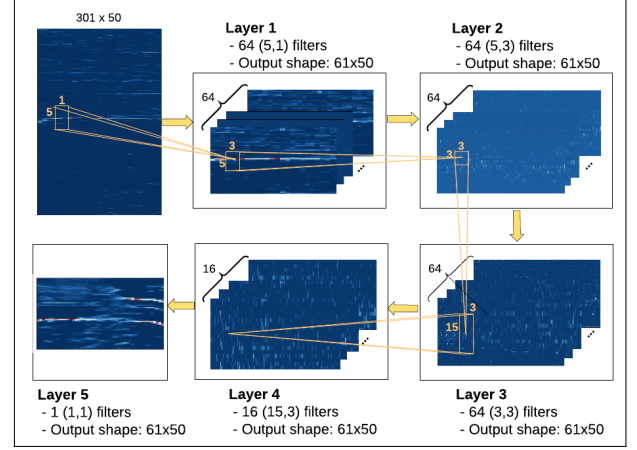 301 x 50
Layer 1
- 64 (5,1) filters
- Output shape: 61x50
Layer 2
- 64 (5,3) filters
- Output shape: 61x50
5
1
64
3
5
64
3
3
16
64
3
15
Layer 5
- 1 (1,1) filters
- Output shape: 61x50
Layer 4
- 16 (15,3) filters
- Output shape: 61x50
Layer 3
- 64 (3,3) filters
- Output shape: 61x50